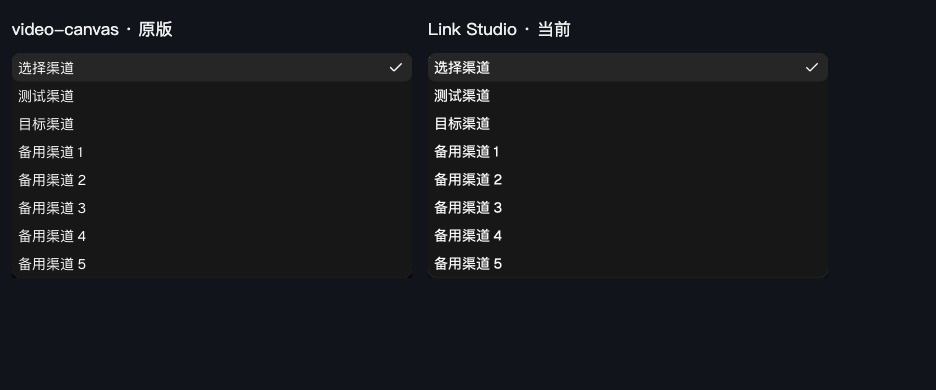 video-canvas · 原版
选择渠道
测试渠道
目标渠道
备用渠道 1
备用渠道 2
备用渠道 3
备用渠道 4
备用渠道 5
Link Studio · 当前
选择渠道
测试渠道
目标渠道
备用渠道 1
备用渠道 2
备用渠道 3
备用渠道 4
备用渠道 5